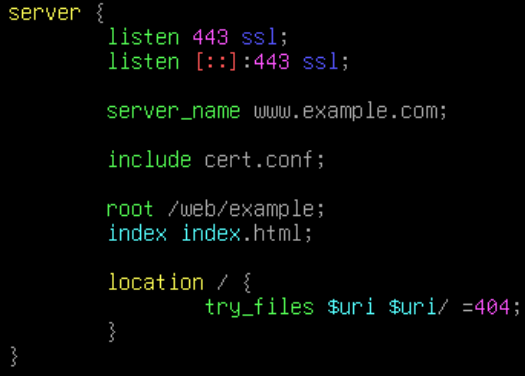 server {
listen 443 ssl;
listen [::]:443 ssl;
server_name www.example.com;
include cert.conf;
root /web/example;
index index.html;
location / {
try_files $uri $uri/ =404;
}
}